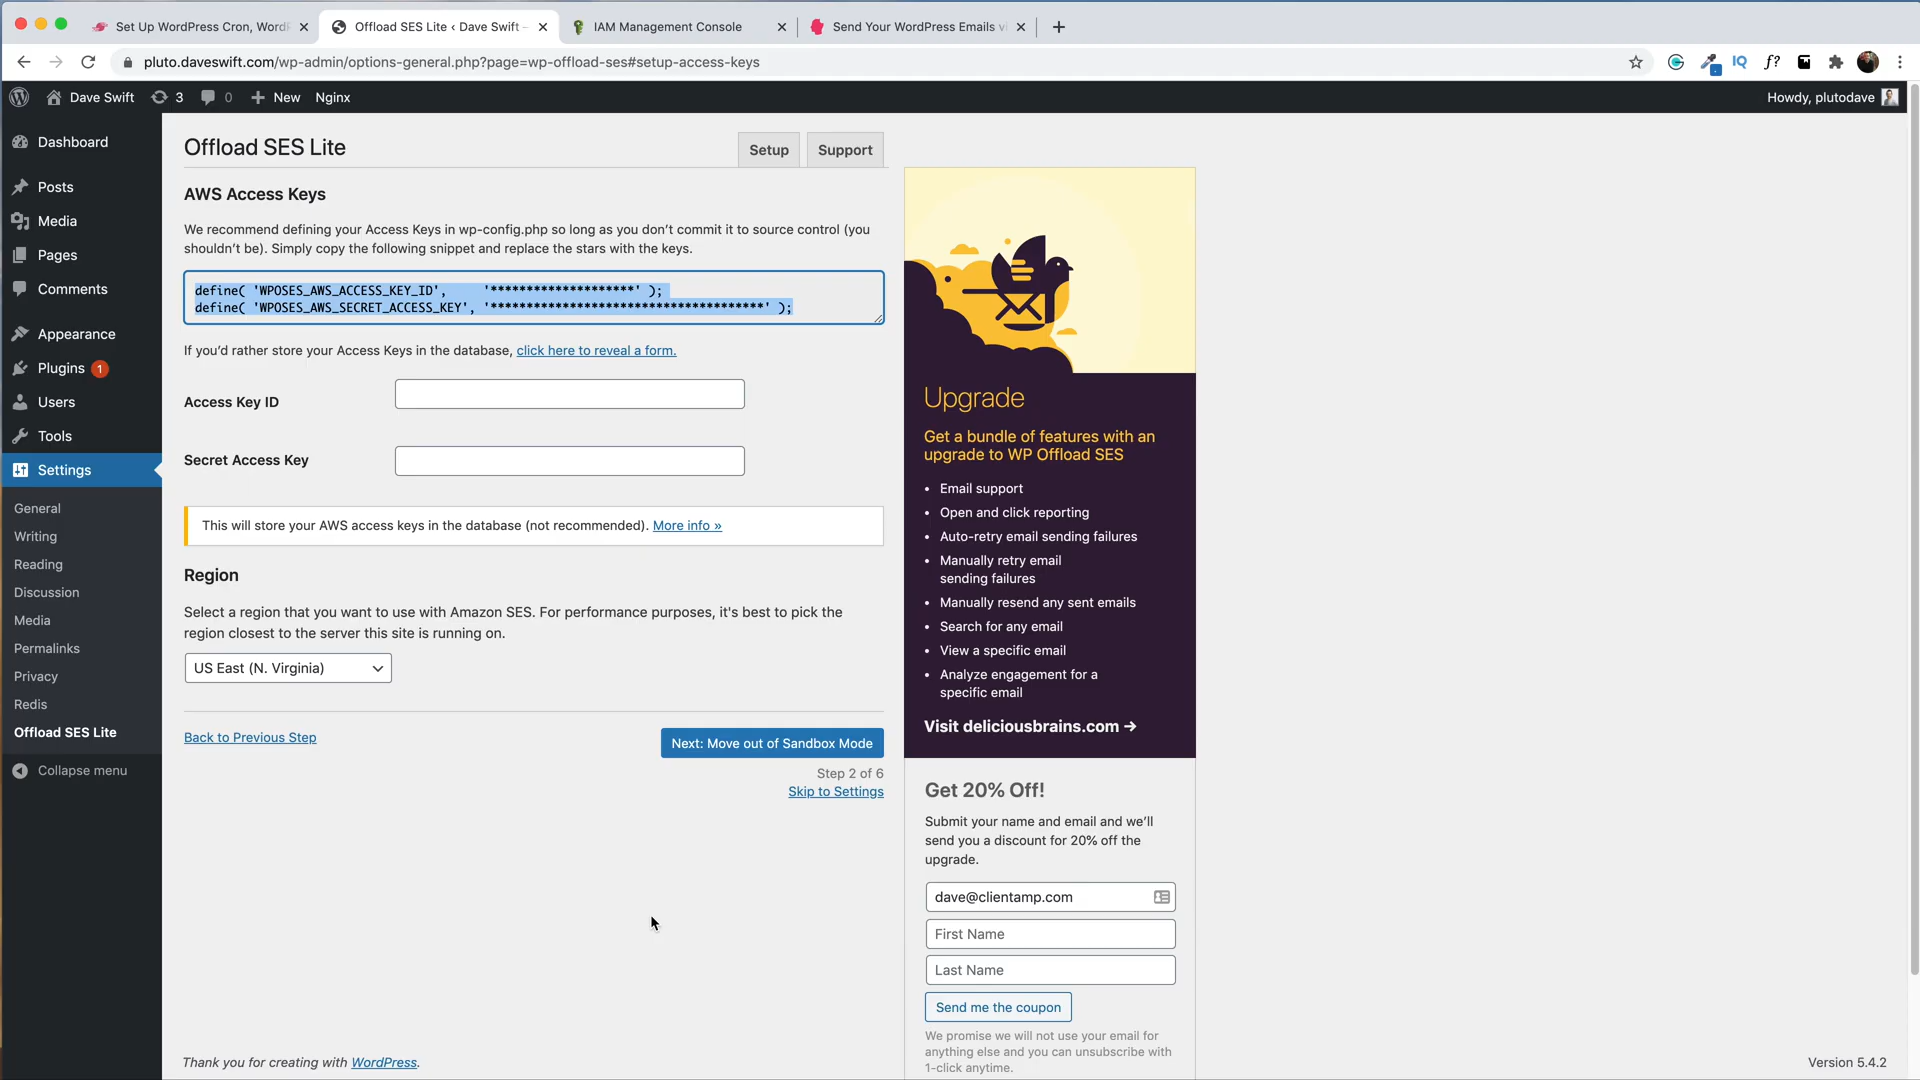 Set Up WordPress Cron, WordP
Offload SES Lite ‹ Dave Swift –
IAM Management Console
Send Your WordPress Emails vi
pluto.daveswift.com/wp-admin/options-general.php?page=wp-offload-ses#setup-access-keys
IQ
f?
Dave Swift
3
0
New
Nginx
Howdy, plutodave
Dashboard
Posts
Media
Pages
Comments
Appearance
Plugins 1
Users
Tools
Settings
General
Writing
Reading
Discussion
Media
Permalinks
Privacy
Redis
Offload SES Lite
Collapse menu
Offload SES Lite
Setup
Support
AWS Access Keys
We recommend defining your Access Keys in wp-config.php so long as you don’t commit it to source control (you
shouldn’t be). Simply copy the following snippet and replace the stars with the keys.
define( 'WPOSES_AWS_ACCESS_KEY_ID',     '********************' );
define( 'WPOSES_AWS_SECRET_ACCESS_KEY', '**************************************' );
If you’d rather store your Access Keys in the database, click here to reveal a form.
Access Key ID
Secret Access Key
This will store your AWS access keys in the database (not recommended). More info »
Region
Select a region that you want to use with Amazon SES. For performance purposes, it's best to pick the
region closest to the server this site is running on.
US East (N. Virginia)
Back to Previous Step
Next: Move out of Sandbox Mode
Step 2 of 6
Skip to Settings
Upgrade
Get a bundle of features with an
upgrade to WP Offload SES
• Email support
• Open and click reporting
• Auto-retry email sending failures
• Manually retry email
sending failures
• Manually resend any sent emails
• Search for any email
• View a specific email
• Analyze engagement for a
specific email
Visit deliciousbrains.com →
Get 20% Off!
Submit your name and email and we’ll
send you a discount for 20% off the
upgrade.
dave@clientamp.com
First Name
Last Name
Send me the coupon
We promise we will not use your email for
anything else and you can unsubscribe with
1-click anytime.
Thank you for creating with WordPress.
Version 5.4.2